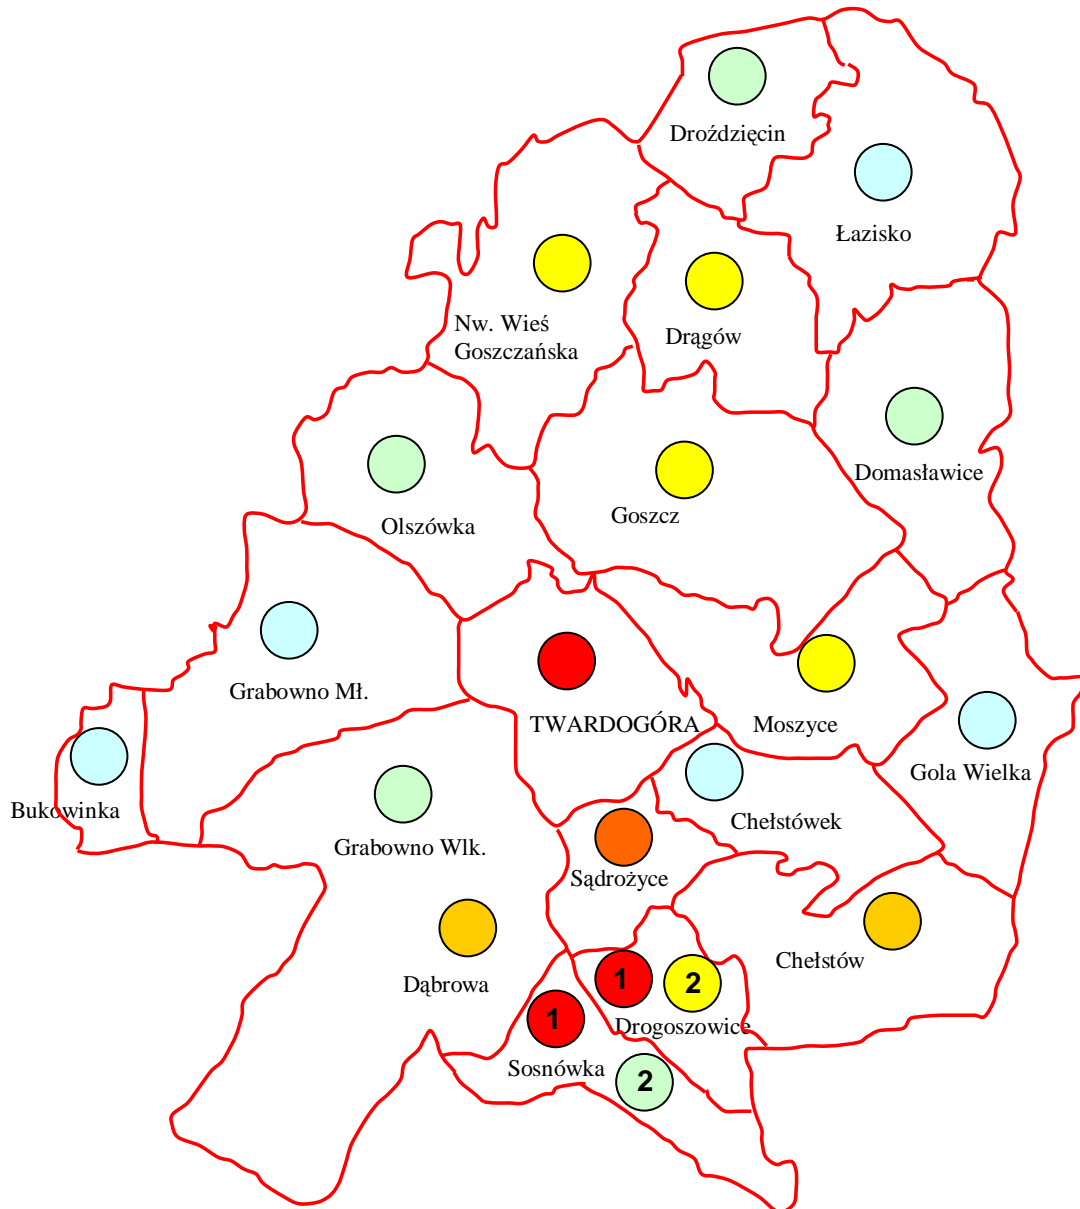 Droździęcin
Łazisko
Nw. Wieś
Goszczańska
Drągów
Domasławice
Olszówka
Goszcz
Grabowno Mł.
TWARDOGÓRA
Moszyce
Gola Wielka
Bukowinka
Chełstówek
Grabowno Wlk.
Sądrożyce
Chełstów
Dąbrowa
1
2
Drogoszowice
1
Sosnówka
2